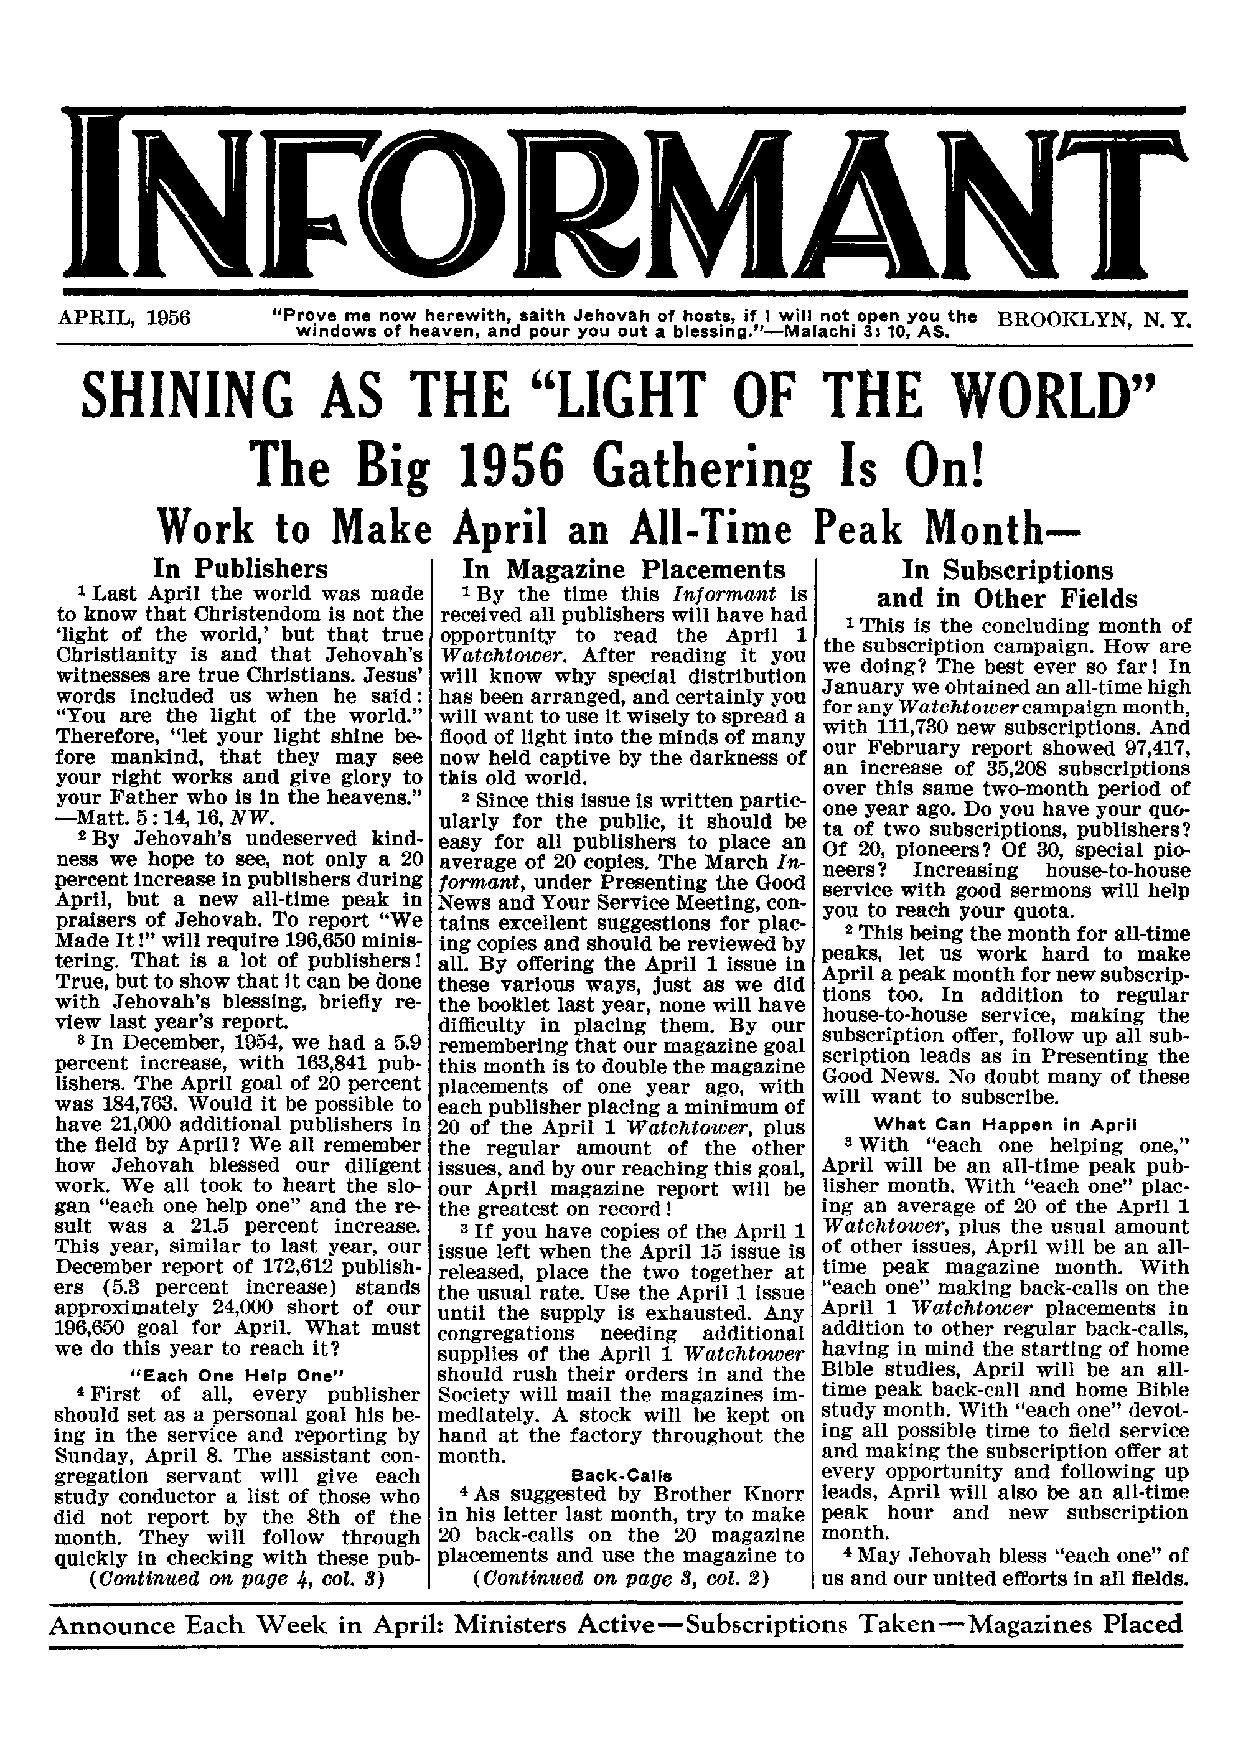 INFORMANT
APRIL, 1956
"Prove me now herewith, saith Jehovah of hosts, if I will not open you the
windows of heaven, and pour you out a blessing."—Malachi 3:10, AS.
BROOKLYN, N.Y.
SHINING AS THE "LIGHT OF THE WORLD"
The Big 1956 Gathering Is On!
Work to Make April an All-Time Peak Month—
In Publishers
1 Last April the world was made
to know that Christendom is not the
'light of the world,' but that true
Christianity is and that Jehovah's
witnesses are true Christians. Jesus'
words included us when he said:
"You are the light of the world."
Therefore, "let your light shine be-
fore mankind, that they may see
your right works and give glory to
your Father who is in the heavens."
—Matt. 5:14, 16, NW.
2 By Jehovah's undeserved kind-
ness we hope to see, not only a 20
percent increase in publishers during
April, but a new all-time peak in
praisers of Jehovah. To report "We
Made It!" will require 196,650 minis-
tering. That is a lot of publishers!
True, but to show that it can be done
with Jehovah's blessing, briefly re-
view last year's report.
3 In December, 1954, we had a 5.9
percent increase, with 163,841 pub-
lishers. The April goal of 20 percent
was 184,763. Would it be possible to
have 21,000 additional publishers in
the field by April? We all remember
how Jehovah blessed our diligent
work. We all took to heart the slo-
gan "each one help one" and the re-
sult was a 21.5 percent increase.
This year, similar to last year, our
December report of 172,612 publish-
ers (5.3 percent increase) stands
approximately 24,000 short of our
196,650 goal for April. What must
we do this year to reach it?
"Each One Help One"
4 First of all, every publisher
should set as a personal goal his be-
ing in the service and reporting by
Sunday, April 8. The assistant con-
gregation servant will give each
study conductor a list of those who
did not report by the 8th of the
month. They will follow through
quickly in checking with these pub-
(Continued on page 4, col. 3)
In Magazine Placements
1 By the time this Informant is
received all publishers will have had
opportunity to read the April 1
Watchtower. After reading it you
will know why special distribution
has been arranged, and certainly you
will want to use it wisely to spread a
flood of light into the minds of many
now held captive by the darkness of
this old world.
2 Since this issue is written partic-
ularly for the public, it should be
easy for all publishers to place an
average of 20 copies. The March In-
formant, under Presenting the Good
News and Your Service Meeting, con-
tains excellent suggestions for plac-
ing copies and should be reviewed by
all. By offering the April 1 issue in
these various ways, just as we did
the booklet last year, none will have
difficulty in placing them. By our
remembering that our magazine goal
this month is to double the magazine
placements of one year ago, with
each publisher placing a minimum of
20 of the April 1 Watchtower, plus
the regular amount of the other
issues, and by our reaching this goal,
our April magazine report will be
the greatest on record!
3 If you have copies of the April 1
issue left when the April 15 issue is
released, place the two together at
the usual rate. Use the April 1 issue
until the supply is exhausted. Any
congregations needing additional
supplies of the April 1 Watchtower
should rush their orders in and the
Society will mail the magazines im-
mediately. A stock will be kept on
hand at the factory throughout the
month.
Back-Calls
4 As suggested by Brother Knorr
in his letter last month, try to make
20 back-calls on the 20 magazine
placements and use the magazine to
(Continued on page 3, col. 2)
In Subscriptions
and in Other Fields
1 This is the concluding month of
the subscription campaign. How are
we doing? The best ever so far! In
January we obtained an all-time high
for any Watchtower campaign month,
with 111,730 new subscriptions. And
our February report showed 97,417,
an increase of 35,208 subscriptions
over this same two-month period of
one year ago. Do you have your quo-
ta of two subscriptions, publishers?
Of 20, pioneers? Of 30, special pio-
neers? Increasing house-to-house
service with good sermons will help
you to reach your quota.
2 This being the month for all-time
peaks, let us work hard to make
April a peak month for new subscrip-
tions too. In addition to regular
house-to-house service, making the
subscription offer, follow up all sub-
scription leads as in Presenting the
Good News. No doubt many of these
will want to subscribe.
What Can Happen in April
3 With "each one helping one,"
April will be an all-time peak pub-
lisher month. With "each one" plac-
ing an average of 20 of the April 1
Watchtower, plus the usual amount
of other issues, April will be an all-
time peak magazine month. With
"each one" making back-calls on the
April 1 Watchtower placements in
addition to other regular back-calls,
having in mind the starting of home
Bible studies, April will be an all-
time peak back-call and home Bible
study month. With "each one" devot-
ing all possible time to field service
and making the subscription offer at
every opportunity and following up
leads, April will also be an all-time
peak hour and new subscription
month.
4 May Jehovah bless "each one" of
us and our united efforts in all fields.
Announce Each Week in April: Ministers Active—Subscriptions Taken—Magazines Placed